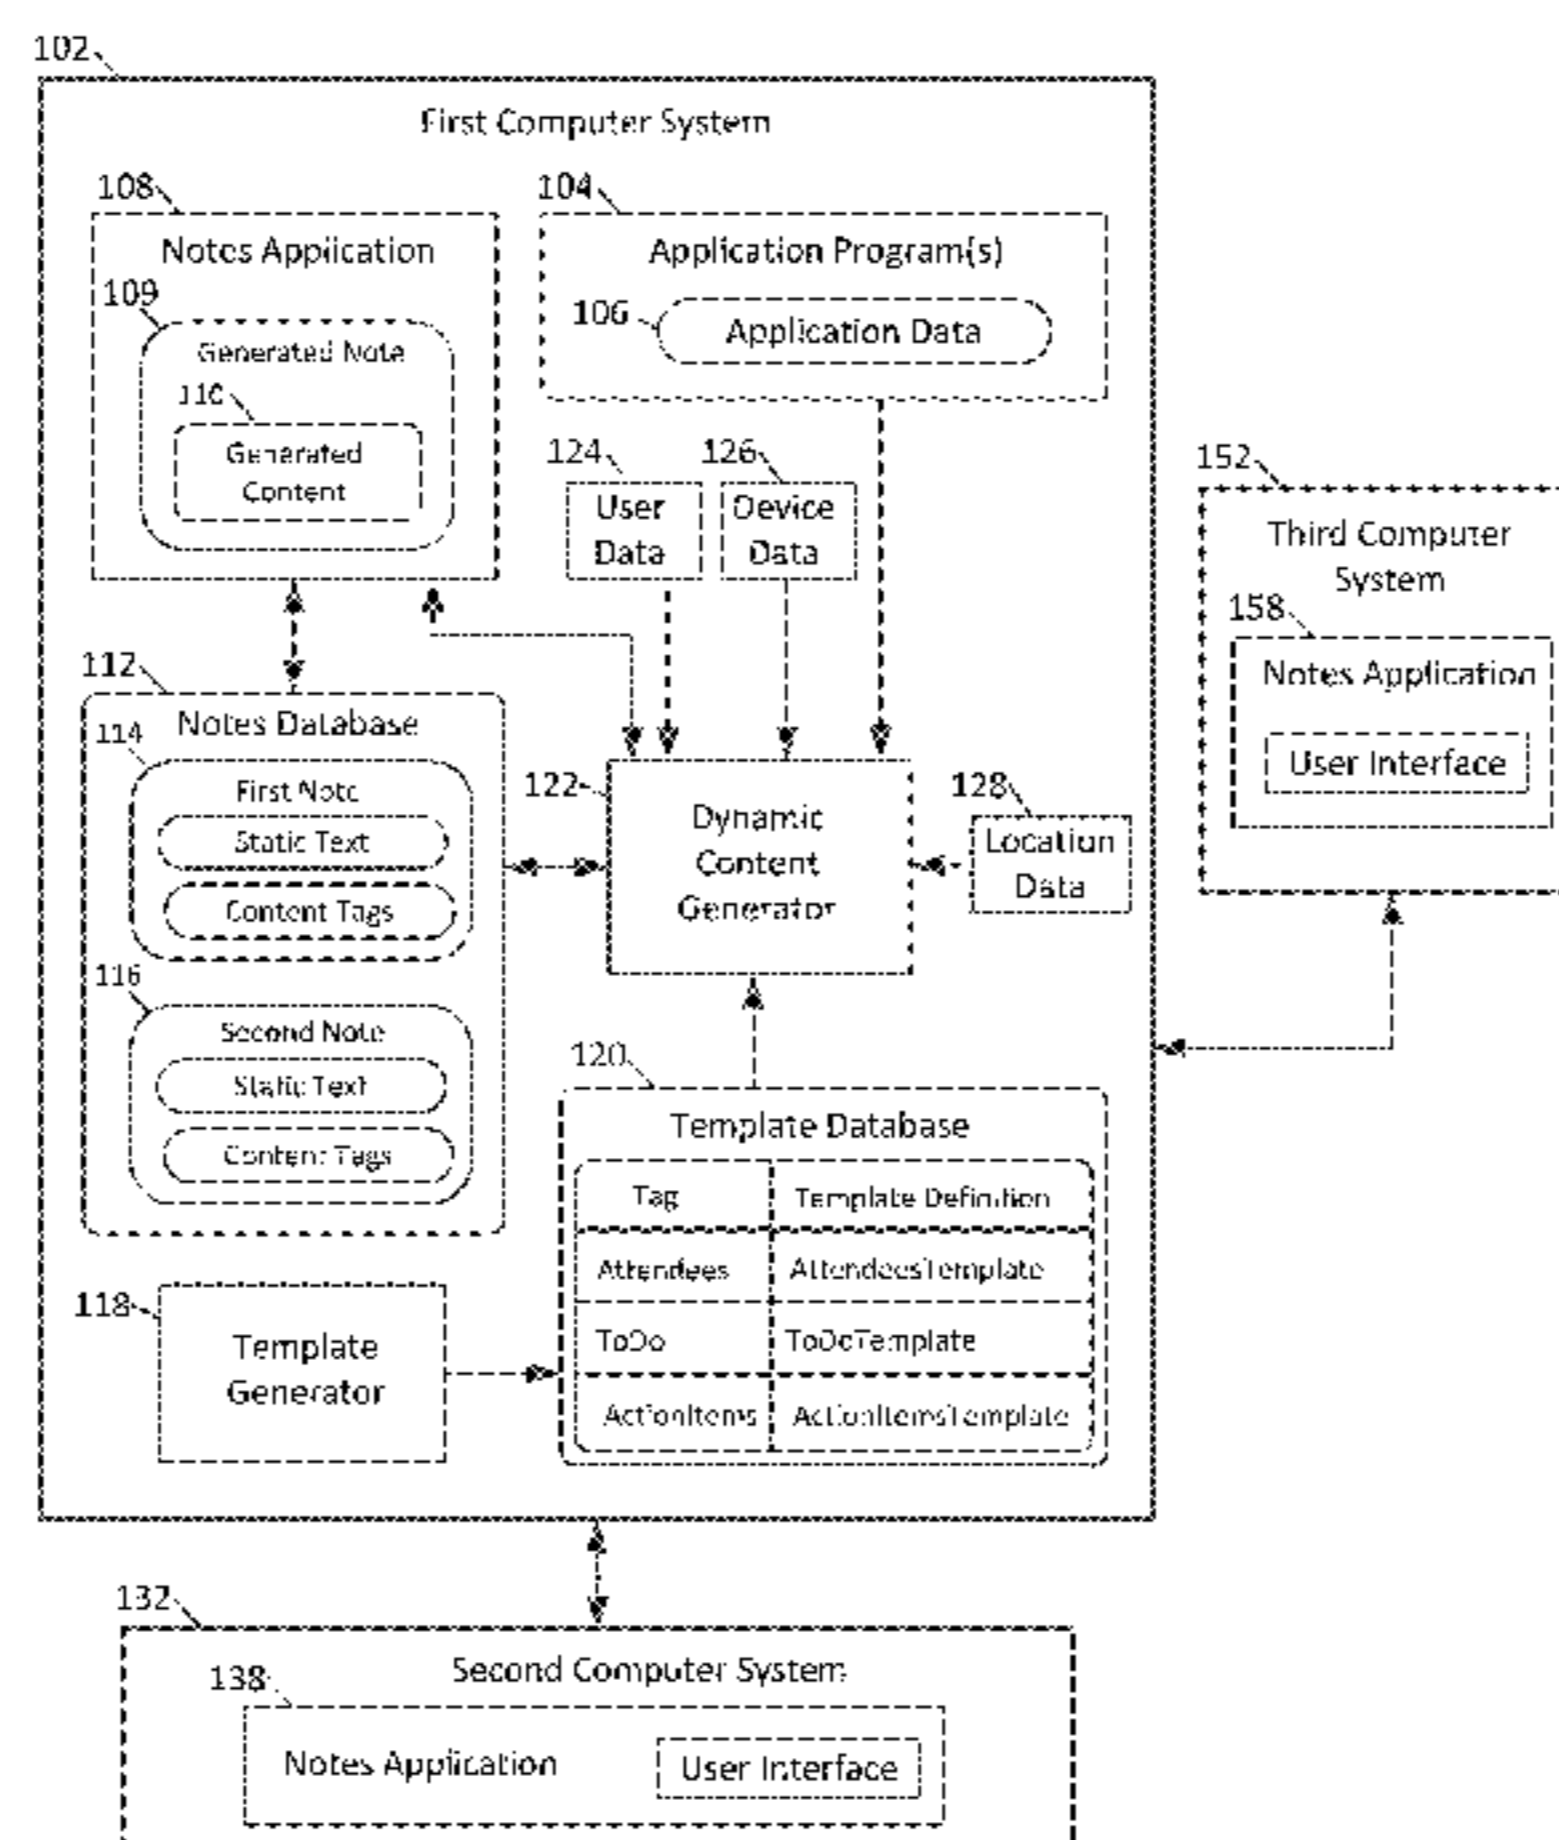 102
First Computer System
108
Notes Application
109
Generated Note
110
Generated
Content
104
Application Program(s)
106
Application Data
124
User
Data
126
Device
Data
112
Notes Database
114
First Note
Static Text
Content Tags
116
Second Note
Static Text
Content Tags
122
Dynamic
Content
Generator
128
Location
Data
118
Template
Generator
120
Template Database
Tag Template Definition
Attendees AttendeesTemplate
ToDo ToDoTemplate
ActionItems ActionItemsTemplate
152
Third Computer
System
158
Notes Application
User Interface
132
Second Computer System
138
Notes Application
User Interface